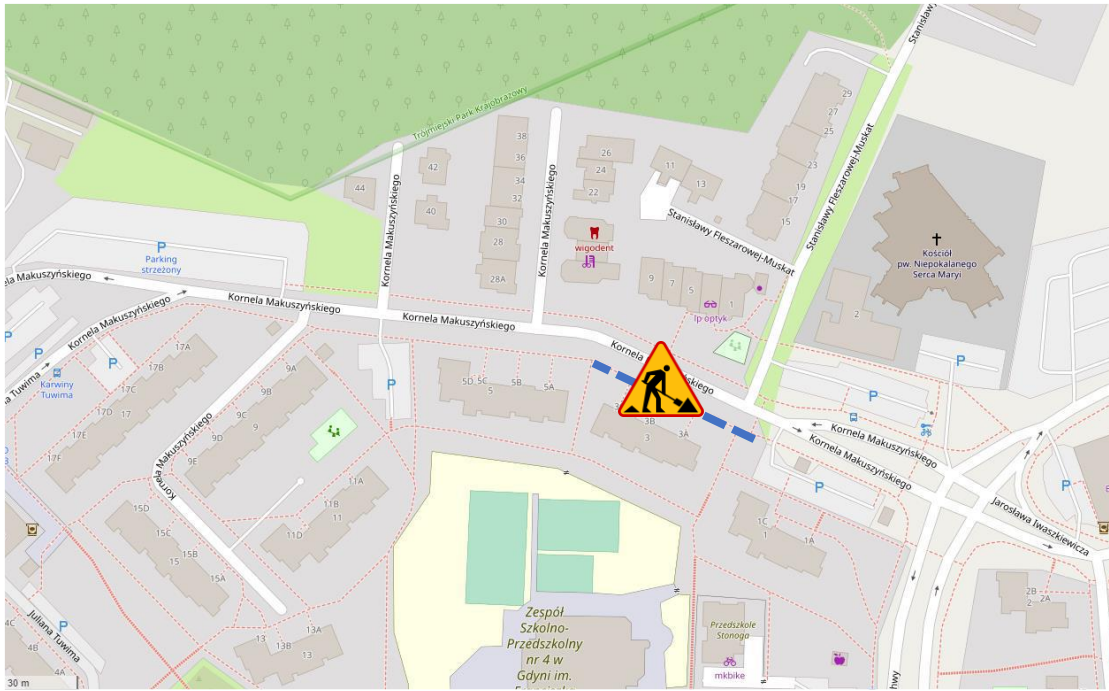 Stanisławy
Trójmiejski Park Krajobrazowy
29
27
25
23
19
17
15
38
36
34
32
30
28
28A
42
40
44
26
24
22
11
13
Stanisławy Fleszarowej-Muskat
Stanisławy Fleszarowej-Muskat
Kornela Makuszyńskiego
Kornela Makuszyńskiego
wigodent
Kościół
pw. Niepokalanego
Serca Maryi
2
P
Parking
strzeżony
9
7
5
1
lp optyk
Kornela Makuszyńskiego
Kornela Makuszyńskiego
Kornela Makuszyńskiego
Kornela Makuszyńskiego
Kornela
P
P
P
Karwiny
Tuwima
Tuwima
17A
17B
17C
17D
17
17E
17F
9A
9B
9C
9
9D
9E
Kornela Makuszyńskiego
5D
5C
5B
5A
5
3B
3A
3
P
P
P
P
Kornela Makuszyńskiego
Kornela Makuszyńskiego
Jarosława Iwaszkiewicza
11A
11B
11
11D
15D
15C
15B
15
15A
1C
1
1A
13A
13
13B
13
2B
2
2A
Juliana Tuwima
P
4B
4C
4
4A
Zespół
Szkolno-
Przedszkolny
nr 4 w
Gdyni im.
Przedszkole
Stonoga
mkbike
30 m